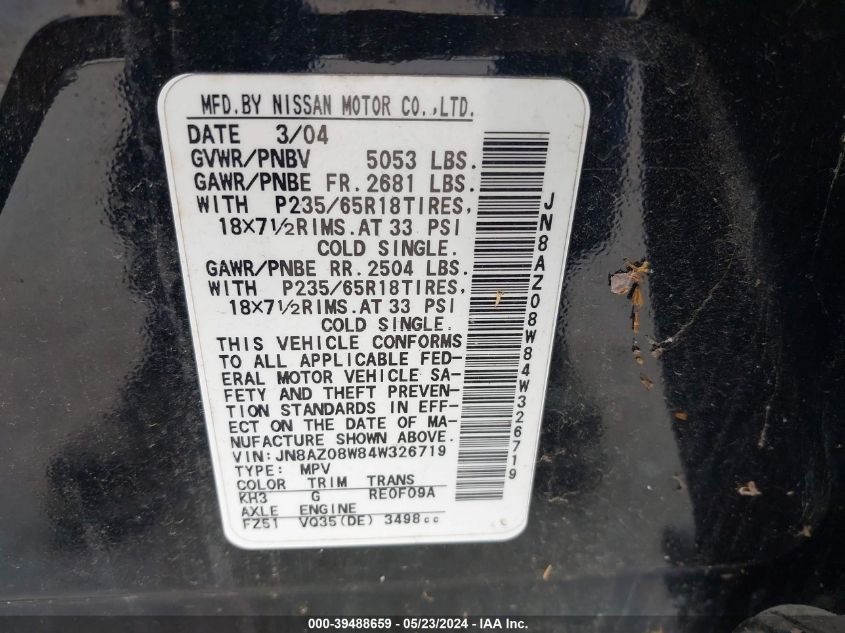 MFD.BY NISSAN MOTOR CO.,LTD.
DATE 3/04
GVWR/PNBV 5053 LBS.
GAWR/PNBE FR. 2681 LBS.
WITH P235/65R18TIRES,
18×7½RIMS.AT 33 PSI
COLD SINGLE.
GAWR/PNBE RR. 2504 LBS.
WITH P235/65R18TIRES,
18×7½RIMS.AT 33 PSI
COLD SINGLE.
THIS VEHICLE CONFORMS
TO ALL APPLICABLE FED-
ERAL MOTOR VEHICLE SA-
FETY AND THEFT PREVEN-
TION STANDARDS IN EFF-
ECT ON THE DATE OF MA-
NUFACTURE SHOWN ABOVE.
VIN:JN8AZ08W84W326719
TYPE: MPV
COLOR TRIM TRANS
KH3 G RE0F09A
AXLE ENGINE
FZ51 VQ35(DE) 3498cc
JN8AZ08W84W326719
000-39488659 / 05/23/2024 - IAA Inc.